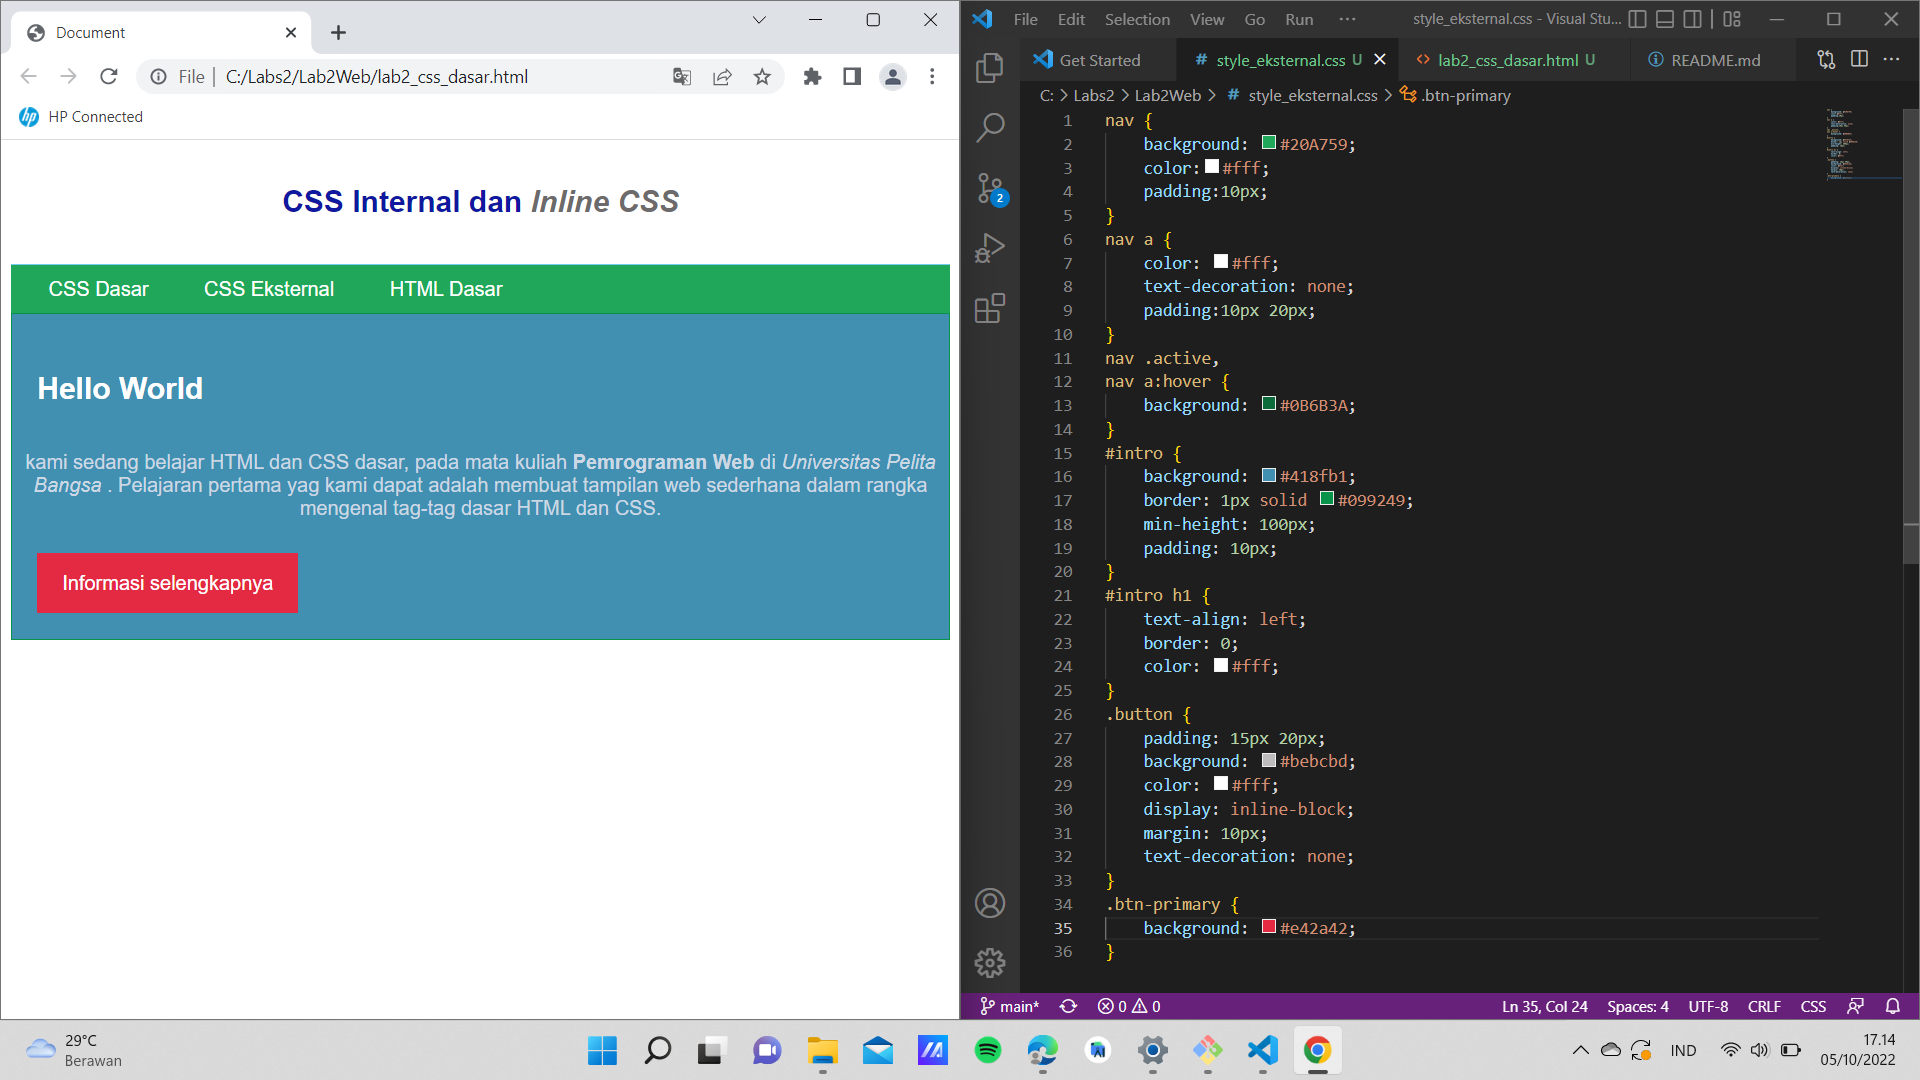 Document
File
C:/Labs2/Lab2Web/lab2_css_dasar.html
hp HP Connected
CSS Internal dan Inline CSS
CSS Dasar CSS Eksternal HTML Dasar
Hello World
kami sedang belajar HTML dan CSS dasar, pada mata kuliah Pemrograman Web di Universitas Pelita
Bangsa . Pelajaran pertama yag kami dapat adalah membuat tampilan web sederhana dalam rangka
mengenal tag-tag dasar HTML dan CSS.
Informasi selengkapnya
File Edit Selection View Go Run ··· style_eksternal.css - Visual Stu...
Get Started # style_eksternal.css U lab2_css_dasar.html U README.md ···
C: > Labs2 > Lab2Web > # style_eksternal.css > .btn-primary
2
1 nav {
2 background: #20A759;
3 color:#fff;
4 padding:10px;
5 }
6 nav a {
7 color: #fff;
8 text-decoration: none;
9 padding:10px 20px;
10 }
11 nav .active,
12 nav a:hover {
13 background: #0B6B3A;
14 }
15 #intro {
16 background: #418fb1;
17 border: 1px solid #099249;
18 min-height: 100px;
19 padding: 10px;
20 }
21 #intro h1 {
22 text-align: left;
23 border: 0;
24 color: #fff;
25 }
26 .button {
27 padding: 15px 20px;
28 background: #bebcbd;
29 color: #fff;
30 display: inline-block;
31 margin: 10px;
32 text-decoration: none;
33 }
34 .btn-primary {
35 background: #e42a42;
36 }
main* 0 0 Ln 35, Col 24 Spaces: 4 UTF-8 CRLF CSS
29°C
Berawan
IND
17.14
05/10/2022